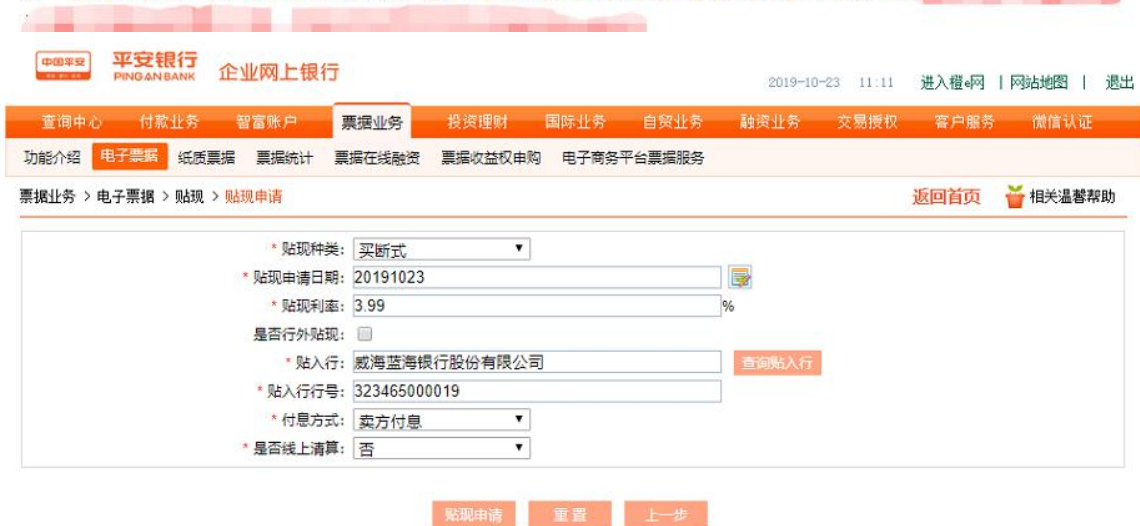 中国平安 平安银行 PING AN BANK 企业网上银行
2019-10-23 11:11 进入橙e网 | 网站地图 | 退出
查询中心 付款业务 智富账户 票据业务 投资理财 国际业务 自贸业务 融资业务 交易授权 客户服务 微信认证
功能介绍 电子票据 纸质票据 票据统计 票据在线融资 票据收益权申购 电子商务平台票据服务
票据业务 > 电子票据 > 贴现 > 贴现申请 返回首页 相关温馨帮助
* 贴现种类: 买断式
* 贴现申请日期: 20191023
* 贴现利率: 3.99 %
是否行外贴现:
* 贴入行: 威海蓝海银行股份有限公司 查询贴入行
* 贴入行行号: 323465000019
* 付息方式: 卖方付息
* 是否线上清算: 否
贴现申请 重置 上一步